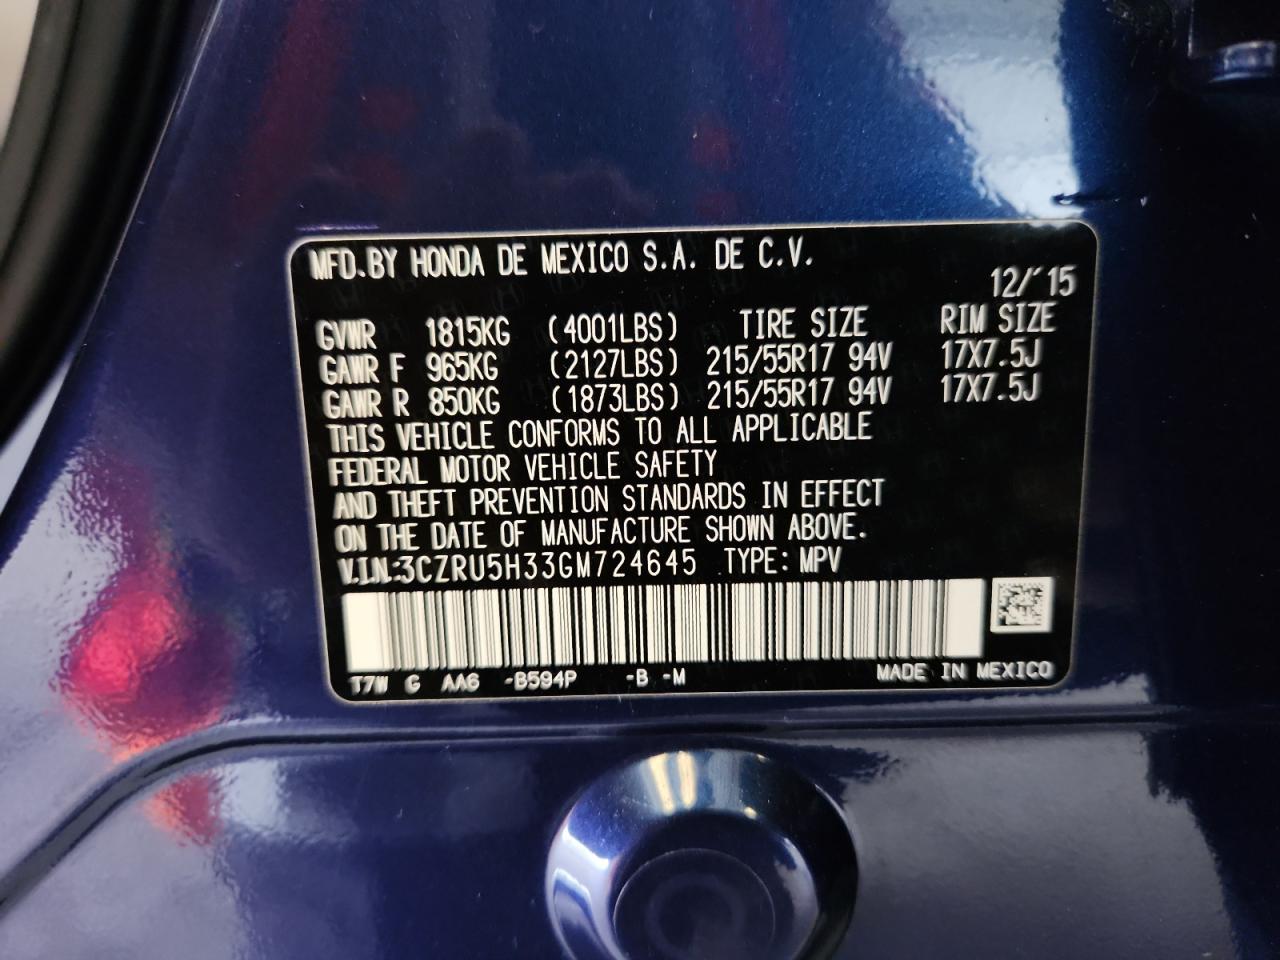 MFD.BY HONDA DE MEXICO S.A. DE C.V.
12/'15
GVWR 1815KG (4001LBS) TIRE SIZE RIM SIZE
GAWR F 965KG (2127LBS) 215/55R17 94V 17X7.5J
GAWR R 850KG (1873LBS) 215/55R17 94V 17X7.5J
THIS VEHICLE CONFORMS TO ALL APPLICABLE
FEDERAL MOTOR VEHICLE SAFETY
AND THEFT PREVENTION STANDARDS IN EFFECT
ON THE DATE OF MANUFACTURE SHOWN ABOVE.
V.I.N.:3CZRU5H33GM724645 TYPE: MPV
T7W G AA6 -B594P -B -M MADE IN MEXICO